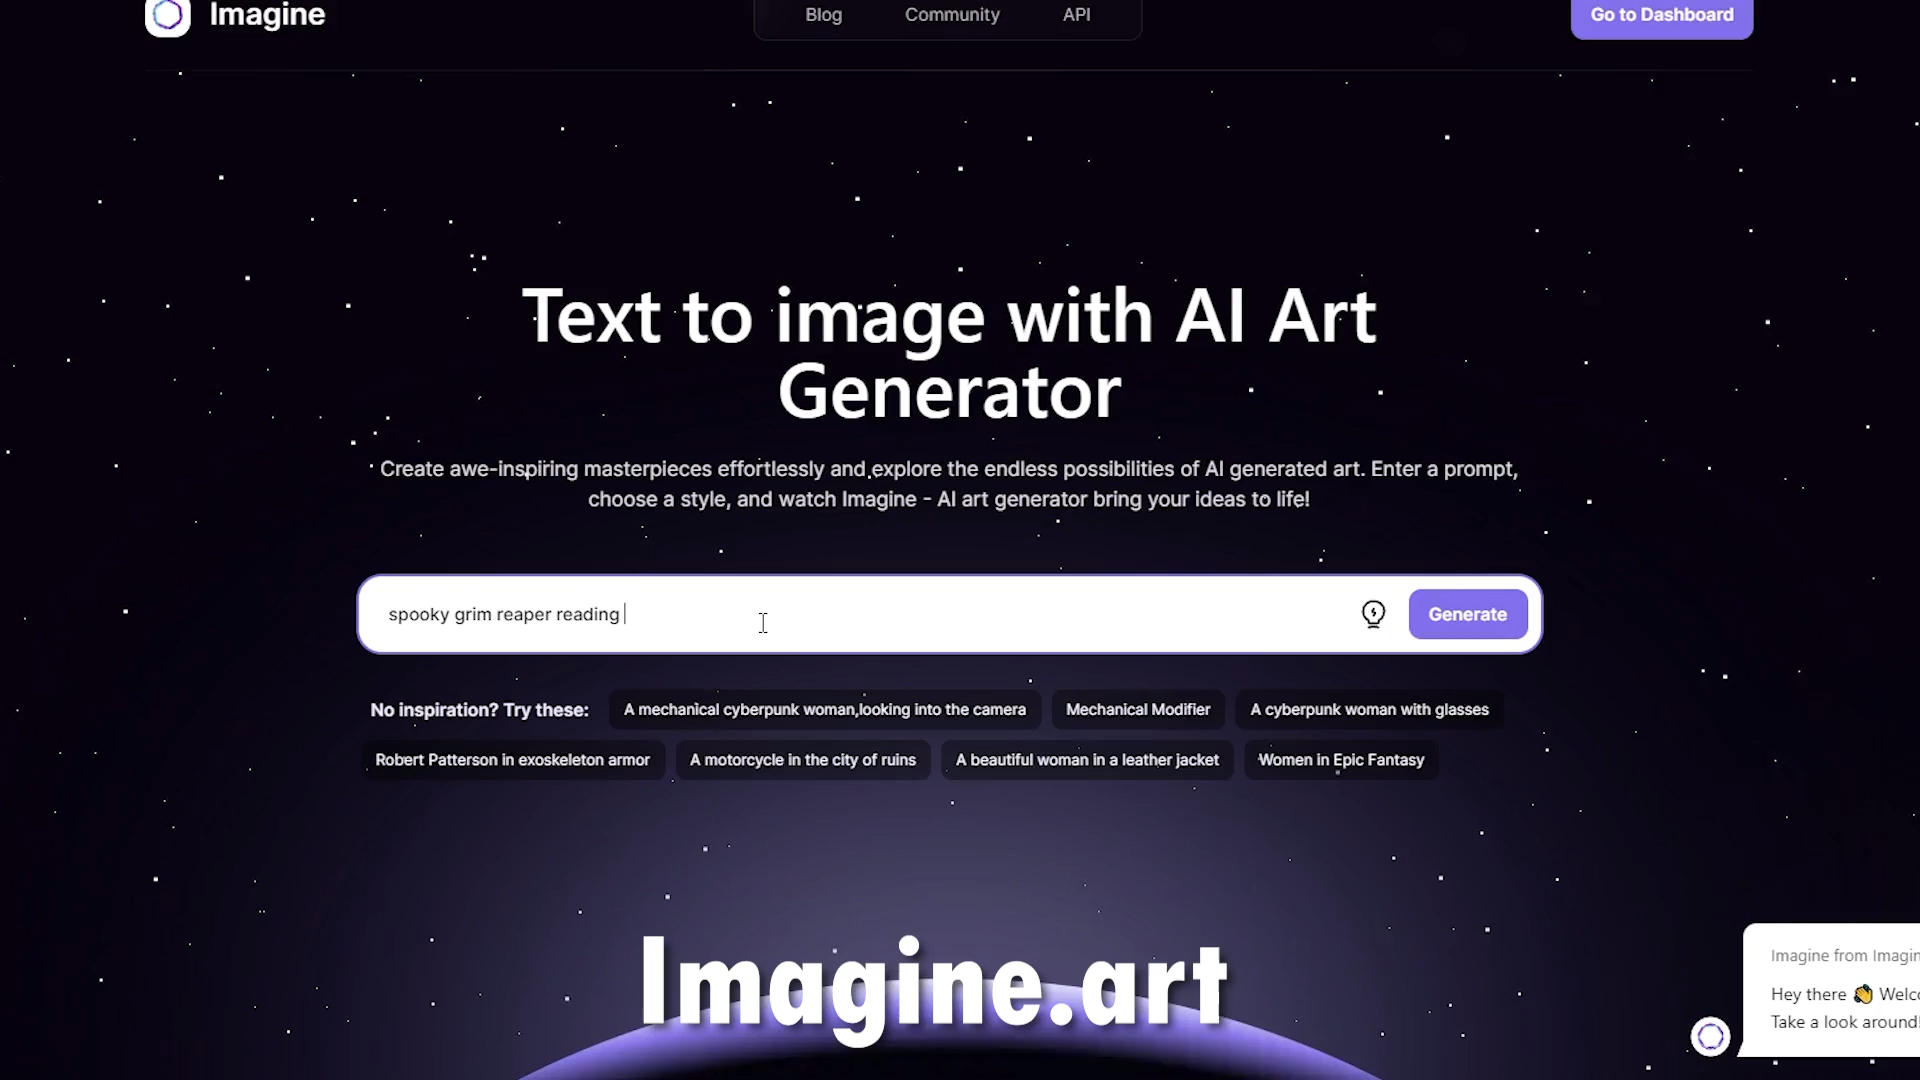 Imagine
Blog Community API
Go to Dashboard
Text to image with AI Art
Generator
Create awe-inspiring masterpieces effortlessly and explore the endless possibilities of AI generated art. Enter a prompt,
choose a style, and watch Imagine - AI art generator bring your ideas to life!
spooky grim reaper reading
Generate
No inspiration? Try these:
A mechanical cyberpunk woman,looking into the camera
Mechanical Modifier
A cyberpunk woman with glasses
Robert Patterson in exoskeleton armor
A motorcycle in the city of ruins
A beautiful woman in a leather jacket
Women in Epic Fantasy
Imagine.art
Imagine from Imagin
Hey there 👋 Welc
Take a look around!